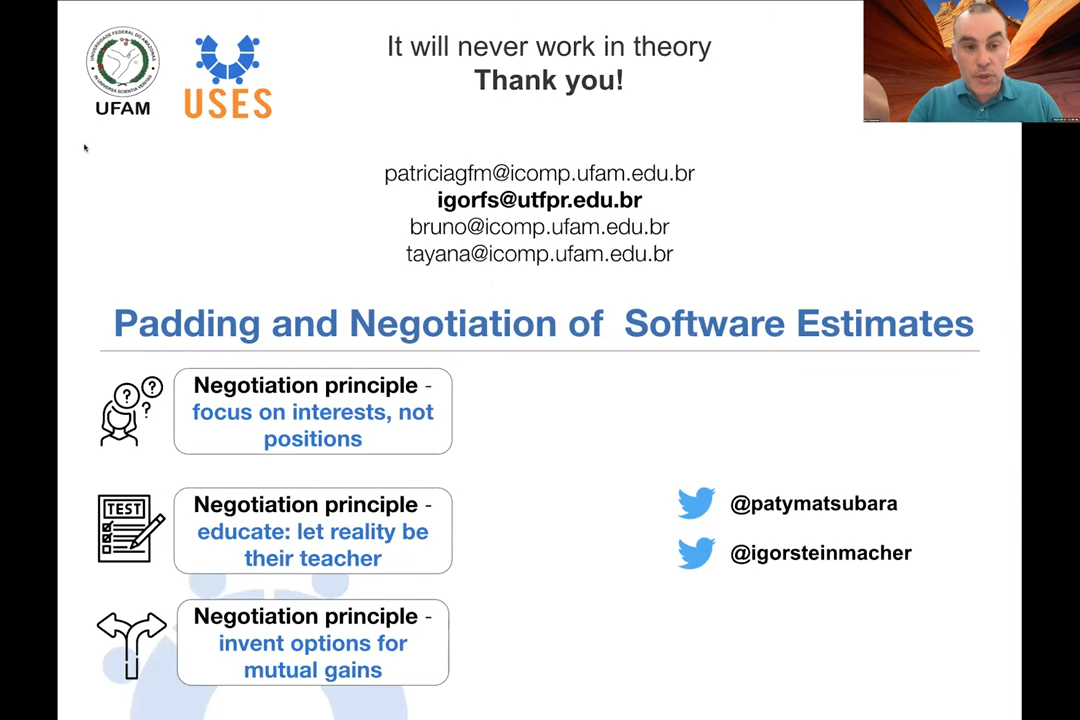 UFAM
USES
It will never work in theory
Thank you!
patriciagfm@icomp.ufam.edu.br
igorfs@utfpr.edu.br
bruno@icomp.ufam.edu.br
tayana@icomp.ufam.edu.br
Padding and Negotiation of Software Estimates
Negotiation principle -
focus on interests, not
positions
TEST
Negotiation principle -
educate: let reality be
their teacher
Negotiation principle -
invent options for
mutual gains
@patymatsubara
@igorsteinmacher